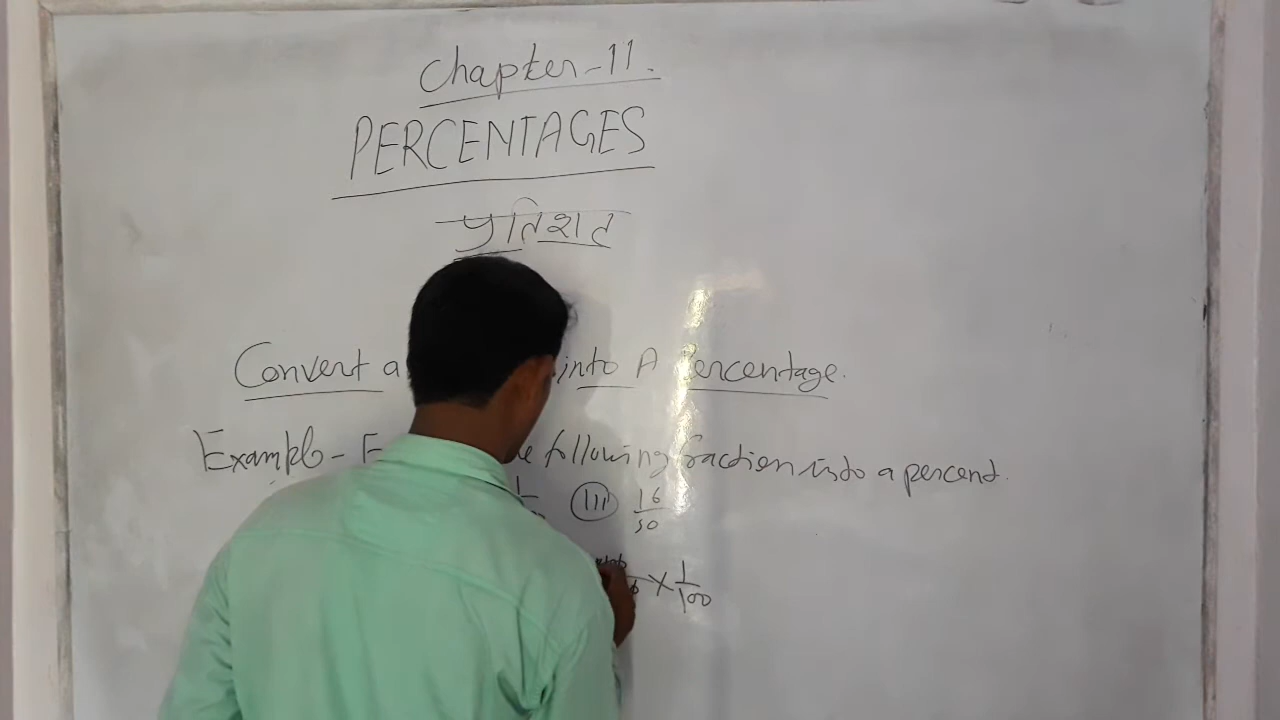 Chapter-11.
PERCENTAGES
प्रतिशत
Convert a into A Percentage.
Example - following fraction into a percent.
(iii) 16/50
× 1/100